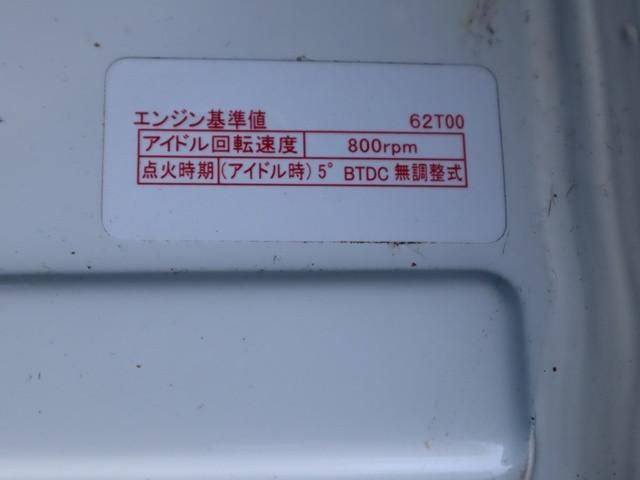 エンジン基準値 62T00
アイドル回転速度 800rpm
点火時期 (アイドル時) 5° BTDC 無調整式